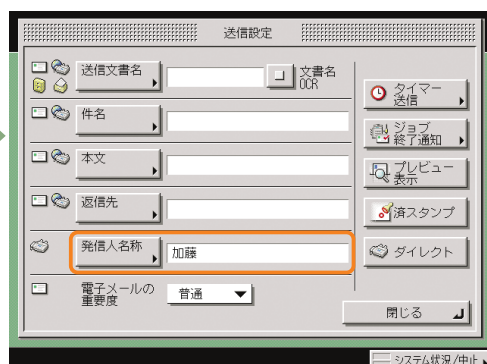 送信設定
送信文書名
文書名
OCR
タイマー
送信
件名
ジョブ
終了通知
本文
プレビュー
表示
返信先
済スタンプ
発信人名称
加藤
ダイレクト
電子メールの
重要度
普通
閉じる
システム状況/中止